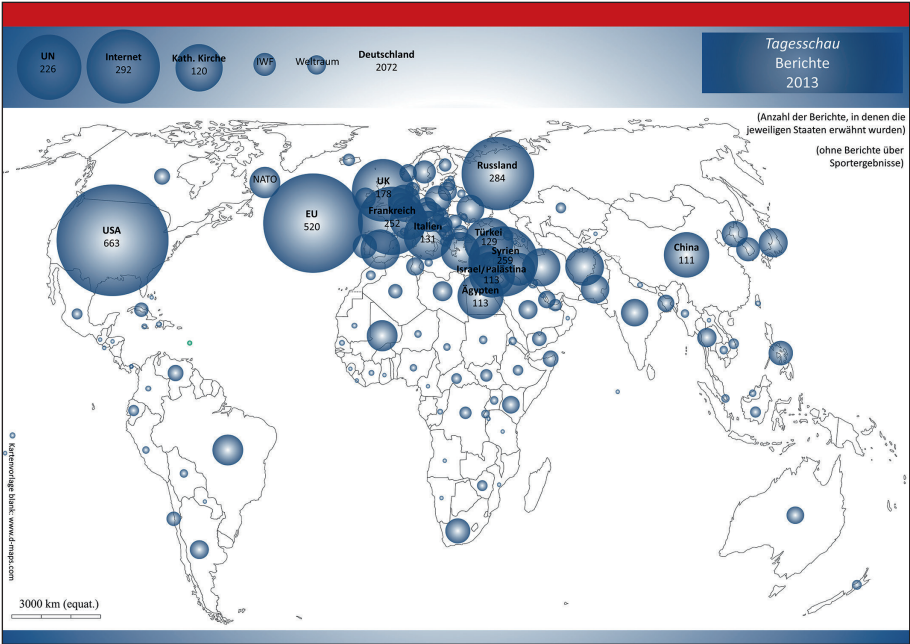 UN
226
Internet
292
Kath. Kirche
120
IWF
Weltraum
Deutschland
2072
Tagesschau
Berichte
2013
(Anzahl der Berichte, in denen die
jeweiligen Staaten erwähnt wurden)
(ohne Berichte über
Sportergebnisse)
NATO
Russland
284
UK
178
EU
520
Frankreich
252
USA
663
Italien
131
Türkei
129
Syrien
259
China
111
Israel/Palästina
113
Ägypten
113
Kartenvorlage blank: www.d-maps.com
3000 km (equat.)